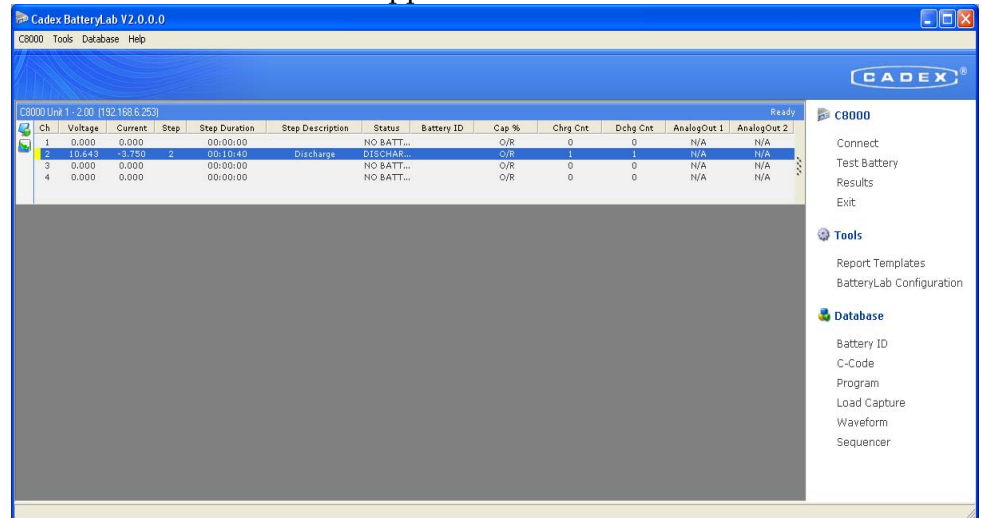 Cadex BatteryLab V2.0.0.0
C8000 Tools Database Help
CADEX®
C8000 Unit 1 - 2.00 (192.168.6.253) Ready
Ch Voltage Current Step Step Duration Step Description Status Battery ID Cap % Chrg Cnt Dchg Cnt AnalogOut 1 AnalogOut 2
1 0.000 0.000 00:00:00 NO BATT... O/R 0 0 N/A N/A
2 10.643 -3.750 2 00:10:40 Discharge DISCHAR... O/R 1 1 N/A N/A
3 0.000 0.000 00:00:00 NO BATT... O/R 0 0 N/A N/A
4 0.000 0.000 00:00:00 NO BATT... O/R 0 0 N/A N/A
C8000
Connect
Test Battery
Results
Exit
Tools
Report Templates
BatteryLab Configuration
Database
Battery ID
C-Code
Program
Load Capture
Waveform
Sequencer